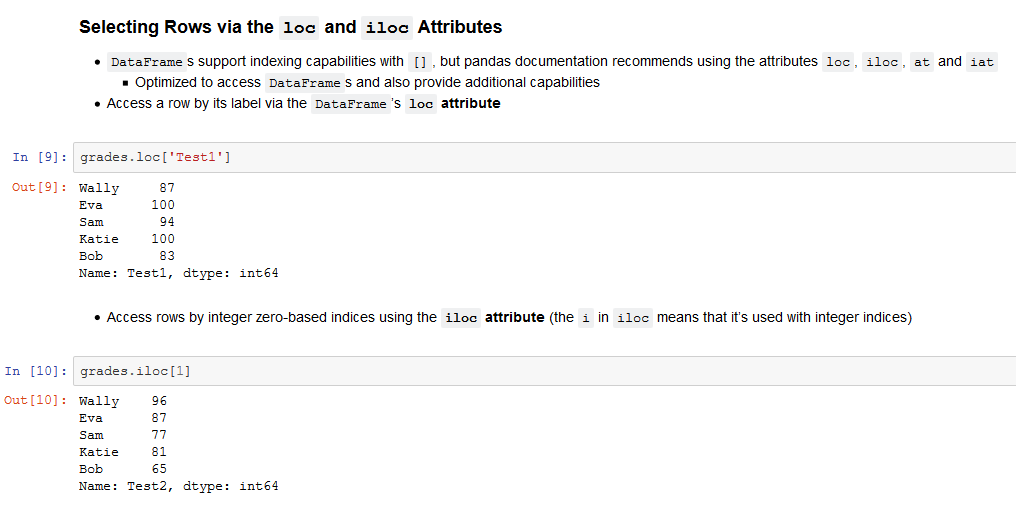 Selecting Rows via the loc and iloc Attributes
• DataFrame s support indexing capabilities with [] , but pandas documentation recommends using the attributes loc , iloc , at and iat
▪ Optimized to access DataFrame s and also provide additional capabilities
• Access a row by its label via the DataFrame 's loc attribute
In [9]: grades.loc['Test1']
Out[9]: Wally     87
Eva      100
Sam       94
Katie    100
Bob       83
Name: Test1, dtype: int64
• Access rows by integer zero-based indices using the iloc attribute (the i in iloc means that it’s used with integer indices)
In [10]: grades.iloc[1]
Out[10]: Wally    96
Eva      87
Sam      77
Katie    81
Bob      65
Name: Test2, dtype: int64